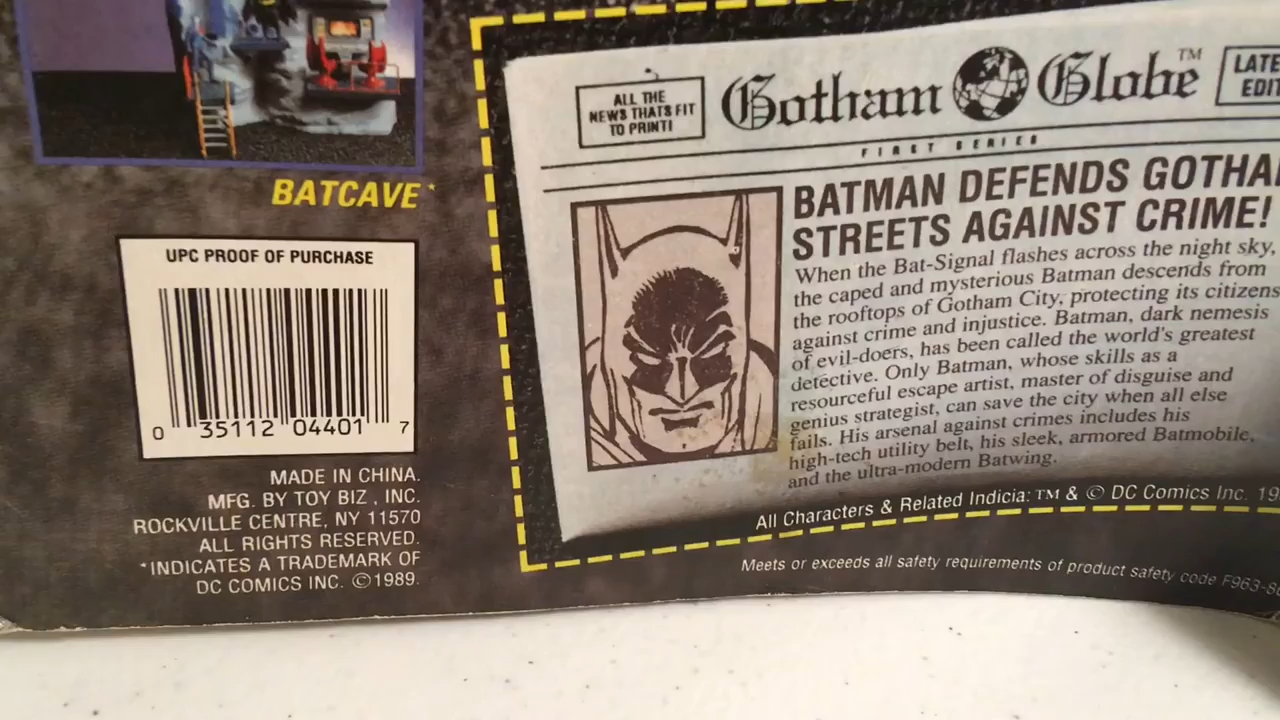 BATCAVE*
UPC PROOF OF PURCHASE
0 35112 04401 7
MADE IN CHINA.
MFG. BY TOY BIZ, INC.
ROCKVILLE CENTRE, NY 11570
ALL RIGHTS RESERVED.
*INDICATES A TRADEMARK OF
DC COMICS INC. ©1989.
ALL THE
NEWS THATS FIT
TO PRINT!
Gotham Globe™
LATE
EDIT
FIRST SERIES
BATMAN DEFENDS GOTHA
STREETS AGAINST CRIME!
When the Bat-Signal flashes across the night sky,
the caped and mysterious Batman descends from
the rooftops of Gotham City, protecting its citizens
against crime and injustice. Batman, dark nemesis
of evil-doers, has been called the world's greatest
detective. Only Batman, whose skills as a
resourceful escape artist, master of disguise and
genius strategist, can save the city when all else
fails. His arsenal against crimes includes his
high-tech utility belt, his sleek, armored Batmobile,
and the ultra-modern Batwing.
All Characters & Related Indicia: TM & © DC Comics Inc. 19
Meets or exceeds all safety requirements of product safety code F963-8